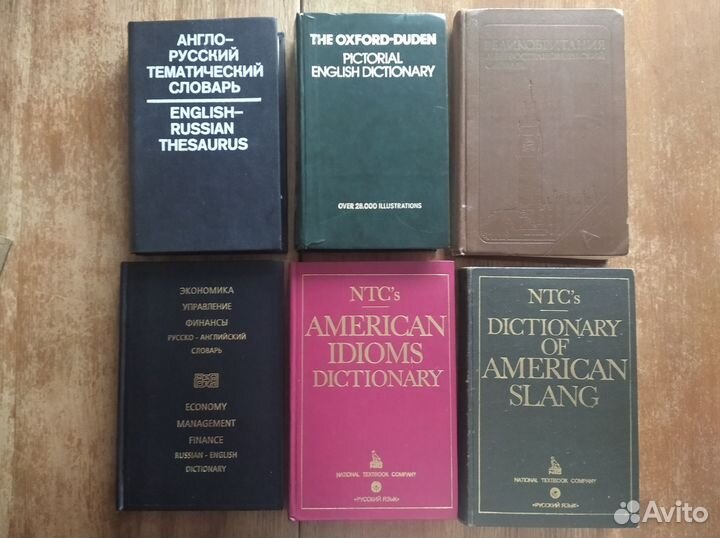 АНГЛО-
РУССКИЙ
ТЕМАТИЧЕСКИЙ
СЛОВАРЬ
ENGLISH-
RUSSIAN
THESAURUS
THE OXFORD-DUDEN
PICTORIAL
ENGLISH DICTIONARY
OVER 28,000 ILLUSTRATIONS
ВЕЛИКОБРИТАНИЯ
ЭКОНОМИКА
УПРАВЛЕНИЕ
ФИНАНСЫ
РУССКО - АНГЛИЙСКИЙ
СЛОВАРЬ
ECONOMY
MANAGEMENT
FINANCE
RUSSIAN - ENGLISH
DICTIONARY
NTC's
AMERICAN
IDIOMS
DICTIONARY
NATIONAL TEXTBOOK COMPANY
«РУССКИЙ ЯЗЫК»
NTC's
DICTIONARY
OF
AMERICAN
SLANG
NATIONAL TEXTBOOK COMPANY
«РУССКИЙ ЯЗЫК»
Avito